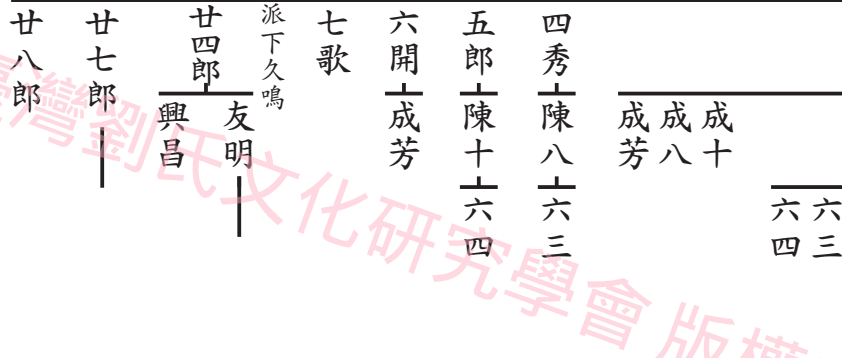 六三
六四
成十
成八
成芳
四秀
陳八
六三
五郎
陳十
六四
六開
成芳
七歌
派下久鳴
廿四郎
友明
興昌
廿七郎
廿八郎
臺灣劉氏文化研究學會 版權